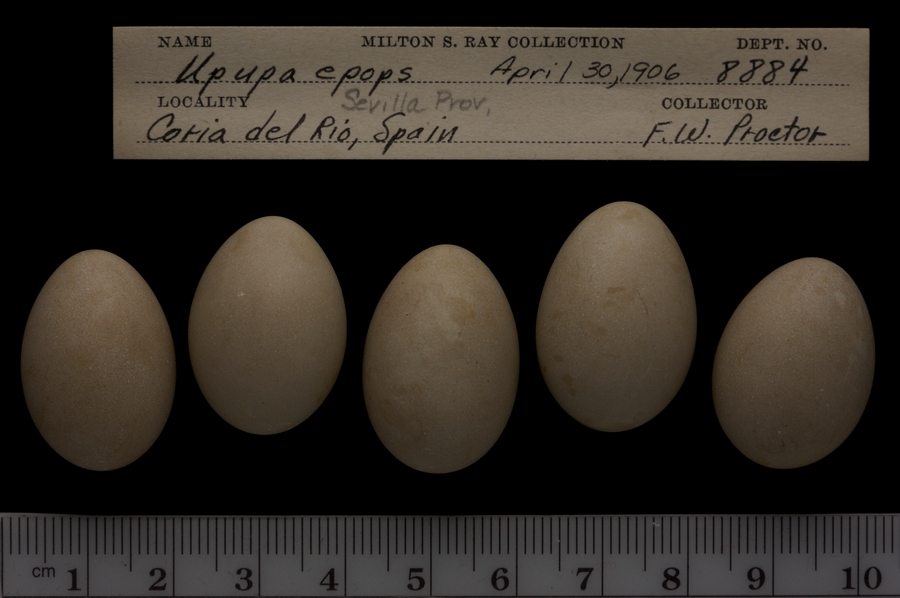 NAME MILTON S. RAY COLLECTION DEPT. NO.
Upupa epops April 30, 1906 8884
LOCALITY Sevilla Prov. COLLECTOR
Coria del Rio, Spain F.W. Proctor
cm 1 2 3 4 5 6 7 8 9 10